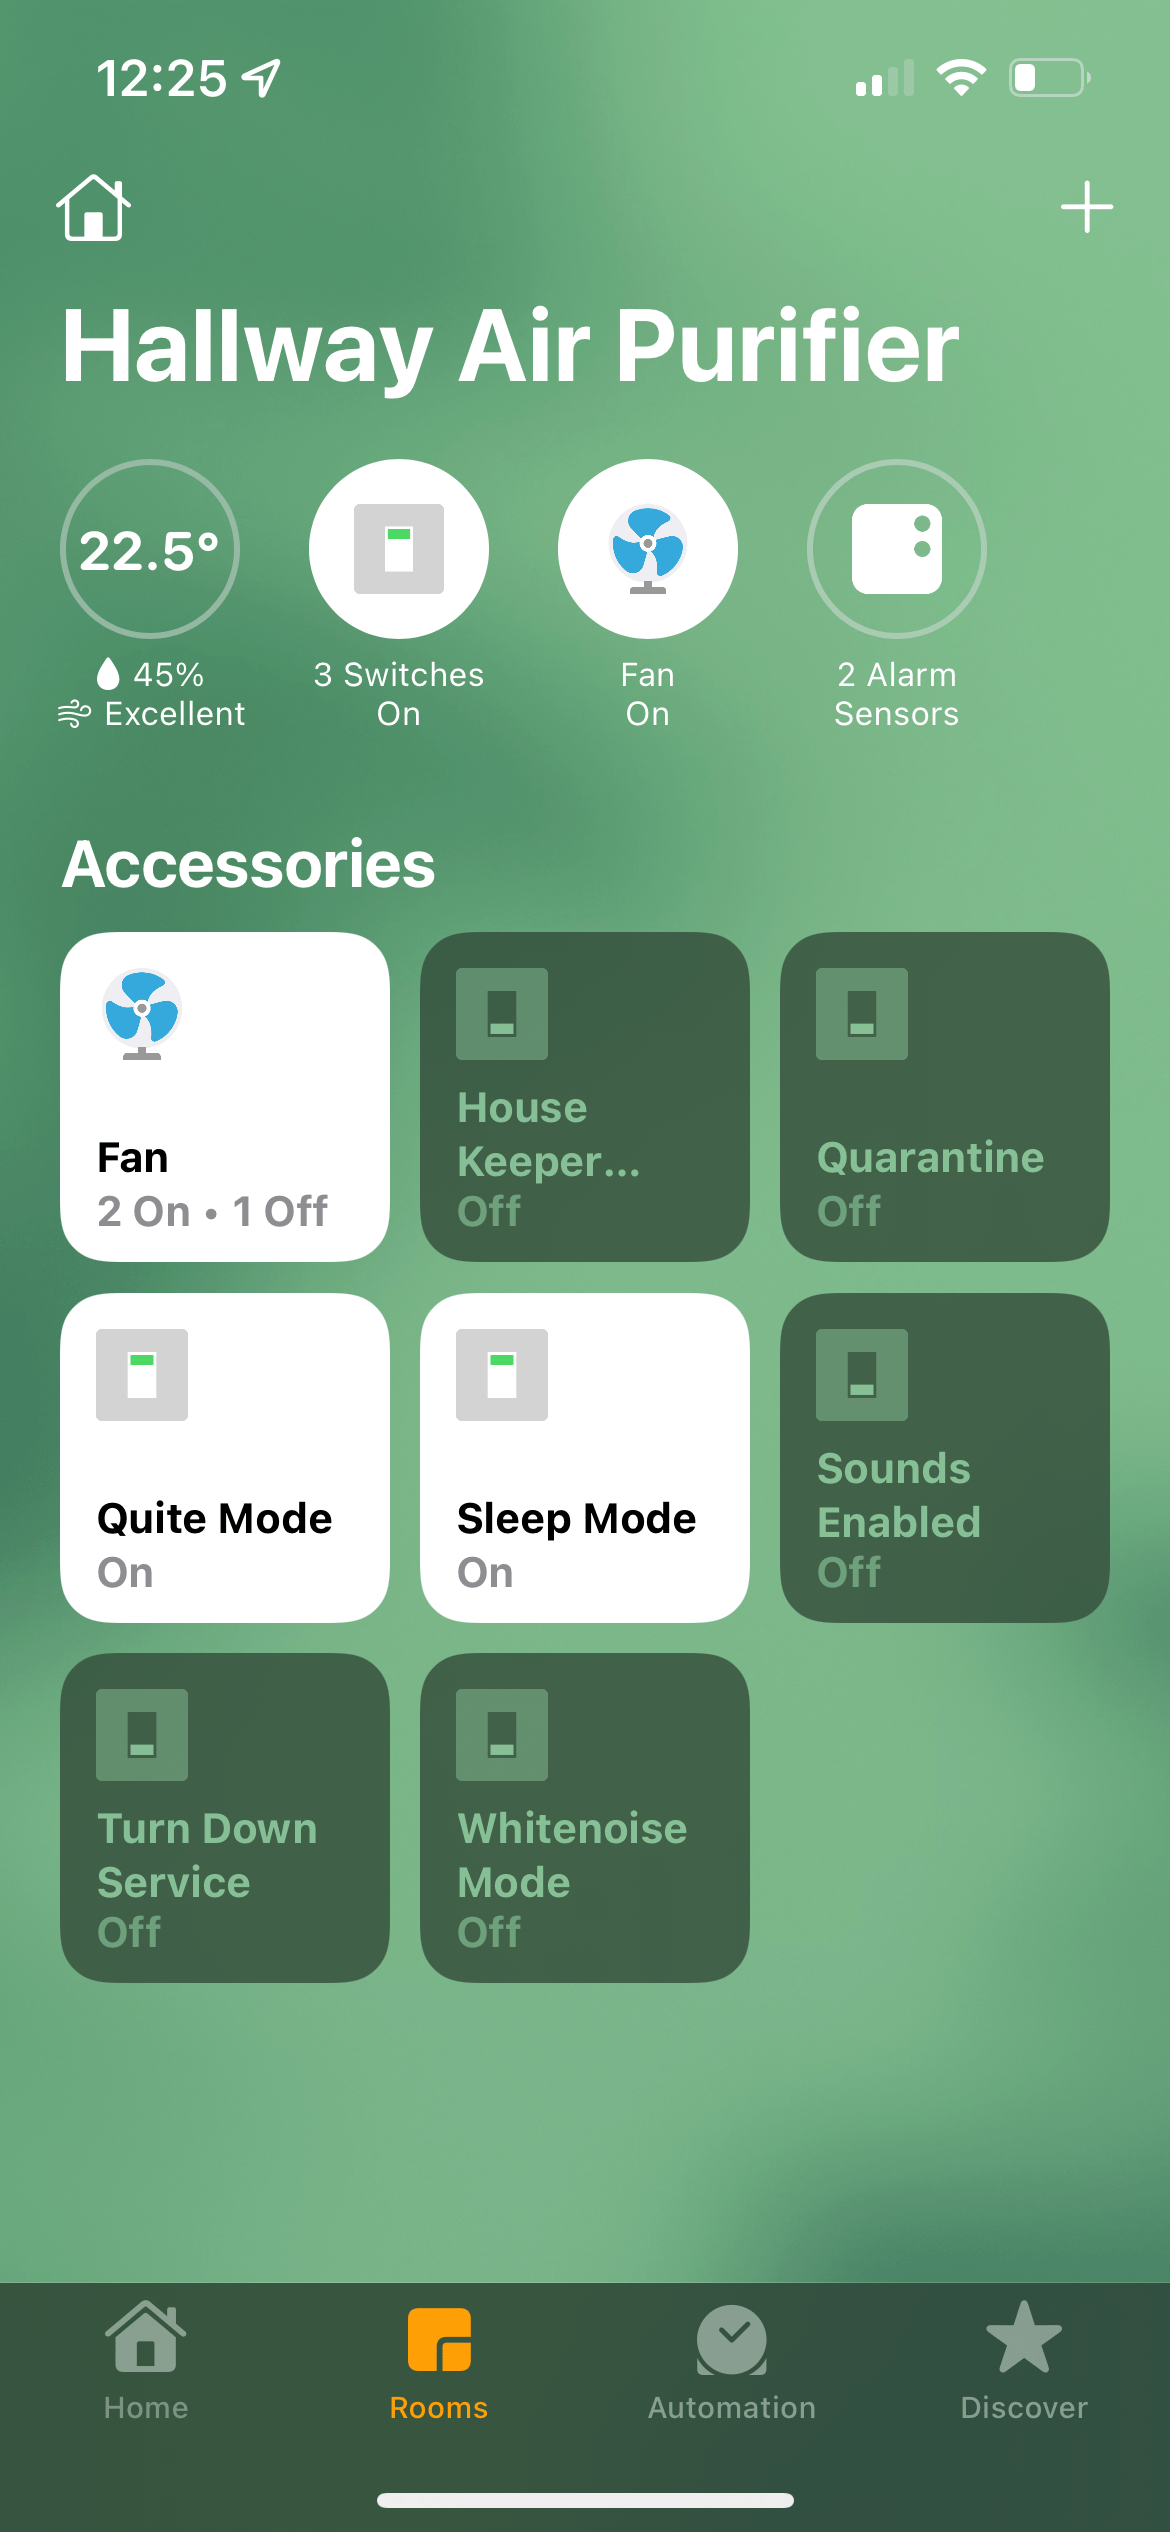 12:25
Hallway Air Purifier
22.5°
45%
Excellent
3 Switches
On
Fan
On
2 Alarm
Sensors
Accessories
Fan
2 On • 1 Off
House
Keeper...
Off
Quarantine
Off
Quite Mode
On
Sleep Mode
On
Sounds
Enabled
Off
Turn Down
Service
Off
Whitenoise
Mode
Off
Home
Rooms
Automation
Discover